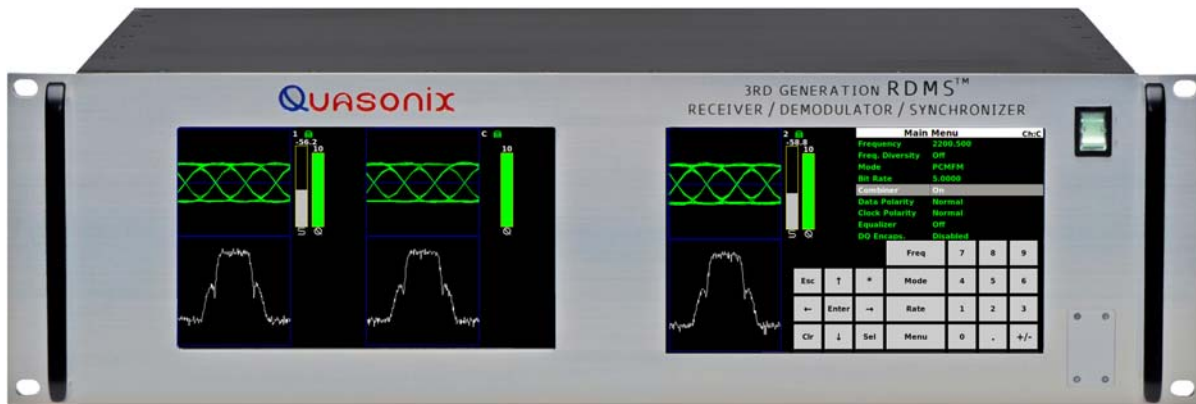 Quasonix
3RD GENERATION RDMS™
RECEIVER / DEMODULATOR / SYNCHRONIZER
1
-56.2
10
S
Q
C
10
Q
2
-58.8
10
S
Q
Main Menu Ch:C
Frequency 2200.500
Freq. Diversity Off
Mode PCMFM
Bit Rate 5.0000
Combiner On
Data Polarity Normal
Clock Polarity Normal
Equalizer Off
DQ Encaps. Disabled
Freq 7 8 9
Esc ↑ * Mode 4 5 6
← Enter → Rate 1 2 3
Clr ↓ Sel Menu 0 . +/-